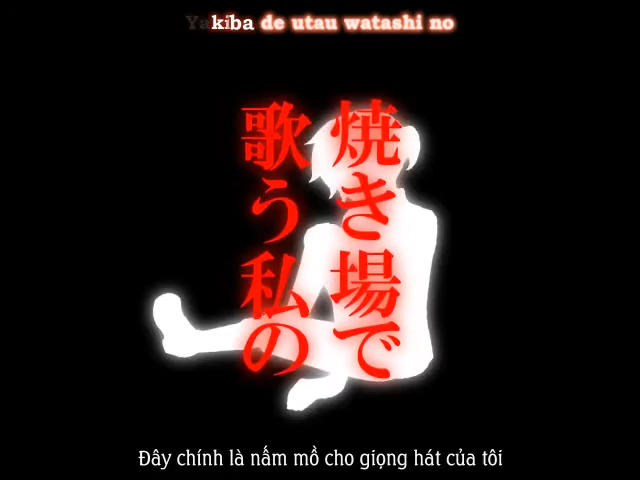 Yakiba de utau watashi no
焼き場で
歌う私の
Đây chính là nấm mồ cho giọng hát của tôi